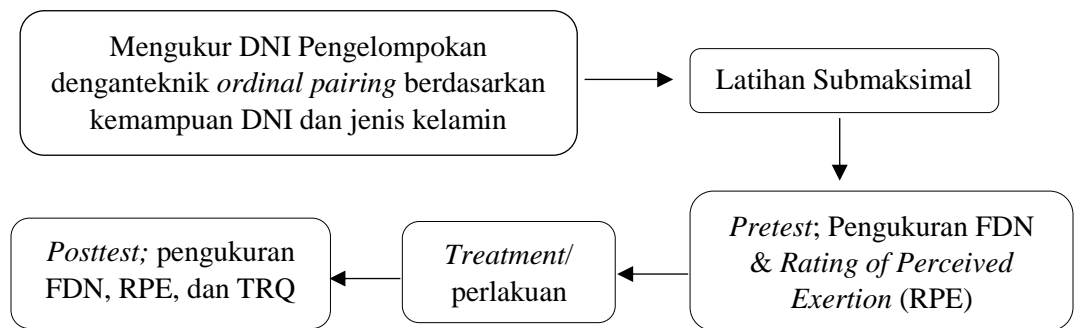 Mengukur DNI Pengelompokan
denganteknik ordinal pairing berdasarkan
kemampuan DNI dan jenis kelamin
Latihan Submaksimal
Pretest; Pengukuran FDN
& Rating of Perceived
Exertion (RPE)
Treatment/
perlakuan
Posttest; pengukuran
FDN, RPE, dan TRQ